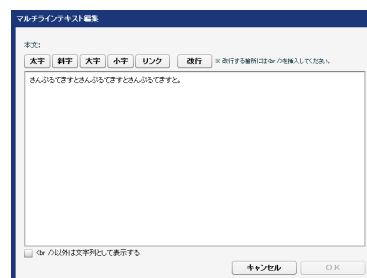 マルチラインテキスト編集
本文:
太字 斜字 大字 小字 リンク 改行 ※ 改行する箇所には<br />を挿入してください。
さんぷるてきすとさんぷるてきすとさんぷるてきすと。
<br />以外は文字列として表示する
キャンセル OK